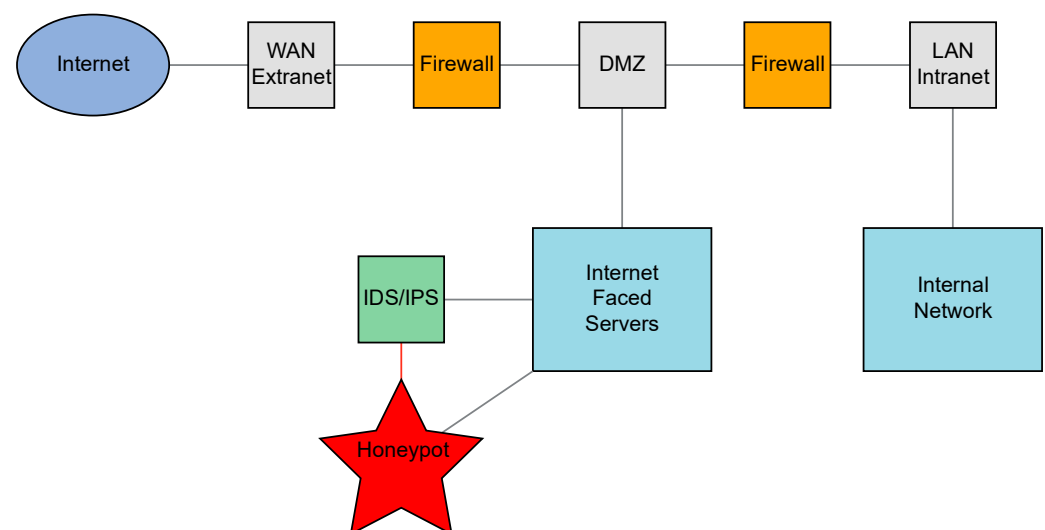 Internet
WAN
Extranet
Firewall
DMZ
Firewall
LAN
Intranet
IDS/IPS
Internet
Faced
Servers
Internal
Network
Honeypot